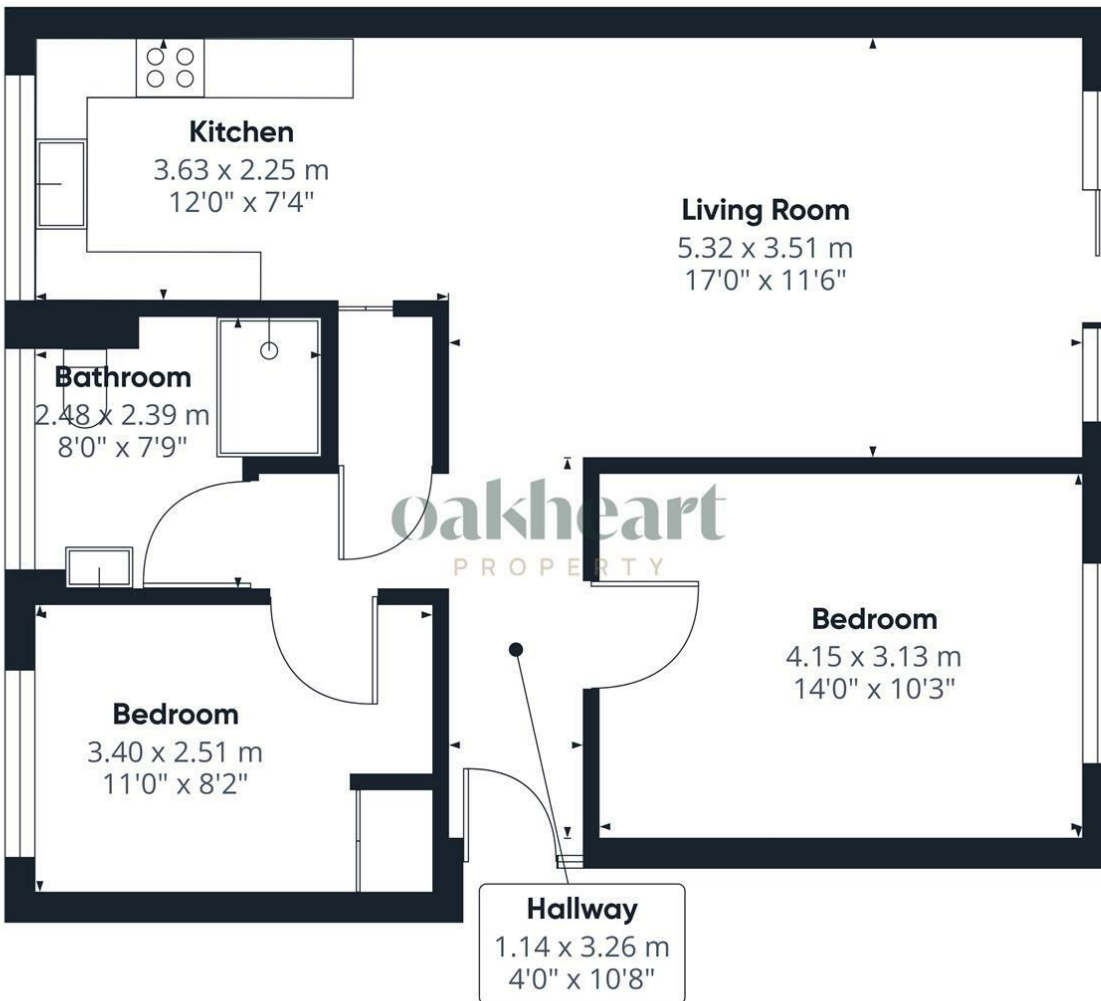 Kitchen
3.63 x 2.25 m
12'0" x 7'4"
Living Room
5.32 x 3.51 m
17'0" x 11'6"
Bathroom
2.48 x 2.39 m
8'0" x 7'9"
oakheart
PROPERTY
Bedroom
4.15 x 3.13 m
14'0" x 10'3"
Bedroom
3.40 x 2.51 m
11'0" x 8'2"
Hallway
1.14 x 3.26 m
4'0" x 10'8"